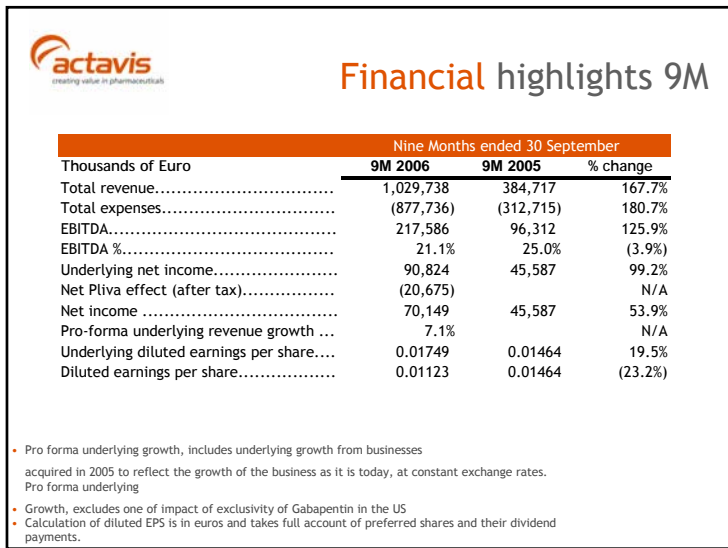 actavis
creating value in pharmaceuticals
Financial highlights 9M
Nine Months ended 30 September
Thousands of Euro 9M 2006 9M 2005 % change
Total revenue................................. 1,029,738 384,717 167.7%
Total expenses................................ (877,736) (312,715) 180.7%
EBITDA.......................................... 217,586 96,312 125.9%
EBITDA %....................................... 21.1% 25.0% (3.9%)
Underlying net income....................... 90,824 45,587 99.2%
Net Pliva effect (after tax)................. (20,675) N/A
Net income .................................... 70,149 45,587 53.9%
Pro-forma underlying revenue growth ... 7.1% N/A
Underlying diluted earnings per share.... 0.01749 0.01464 19.5%
Diluted earnings per share.................. 0.01123 0.01464 (23.2%)
• Pro forma underlying growth, includes underlying growth from businesses
acquired in 2005 to reflect the growth of the business as it is today, at constant exchange rates.
Pro forma underlying
• Growth, excludes one of impact of exclusivity of Gabapentin in the US
• Calculation of diluted EPS is in euros and takes full account of preferred shares and their dividend
payments.